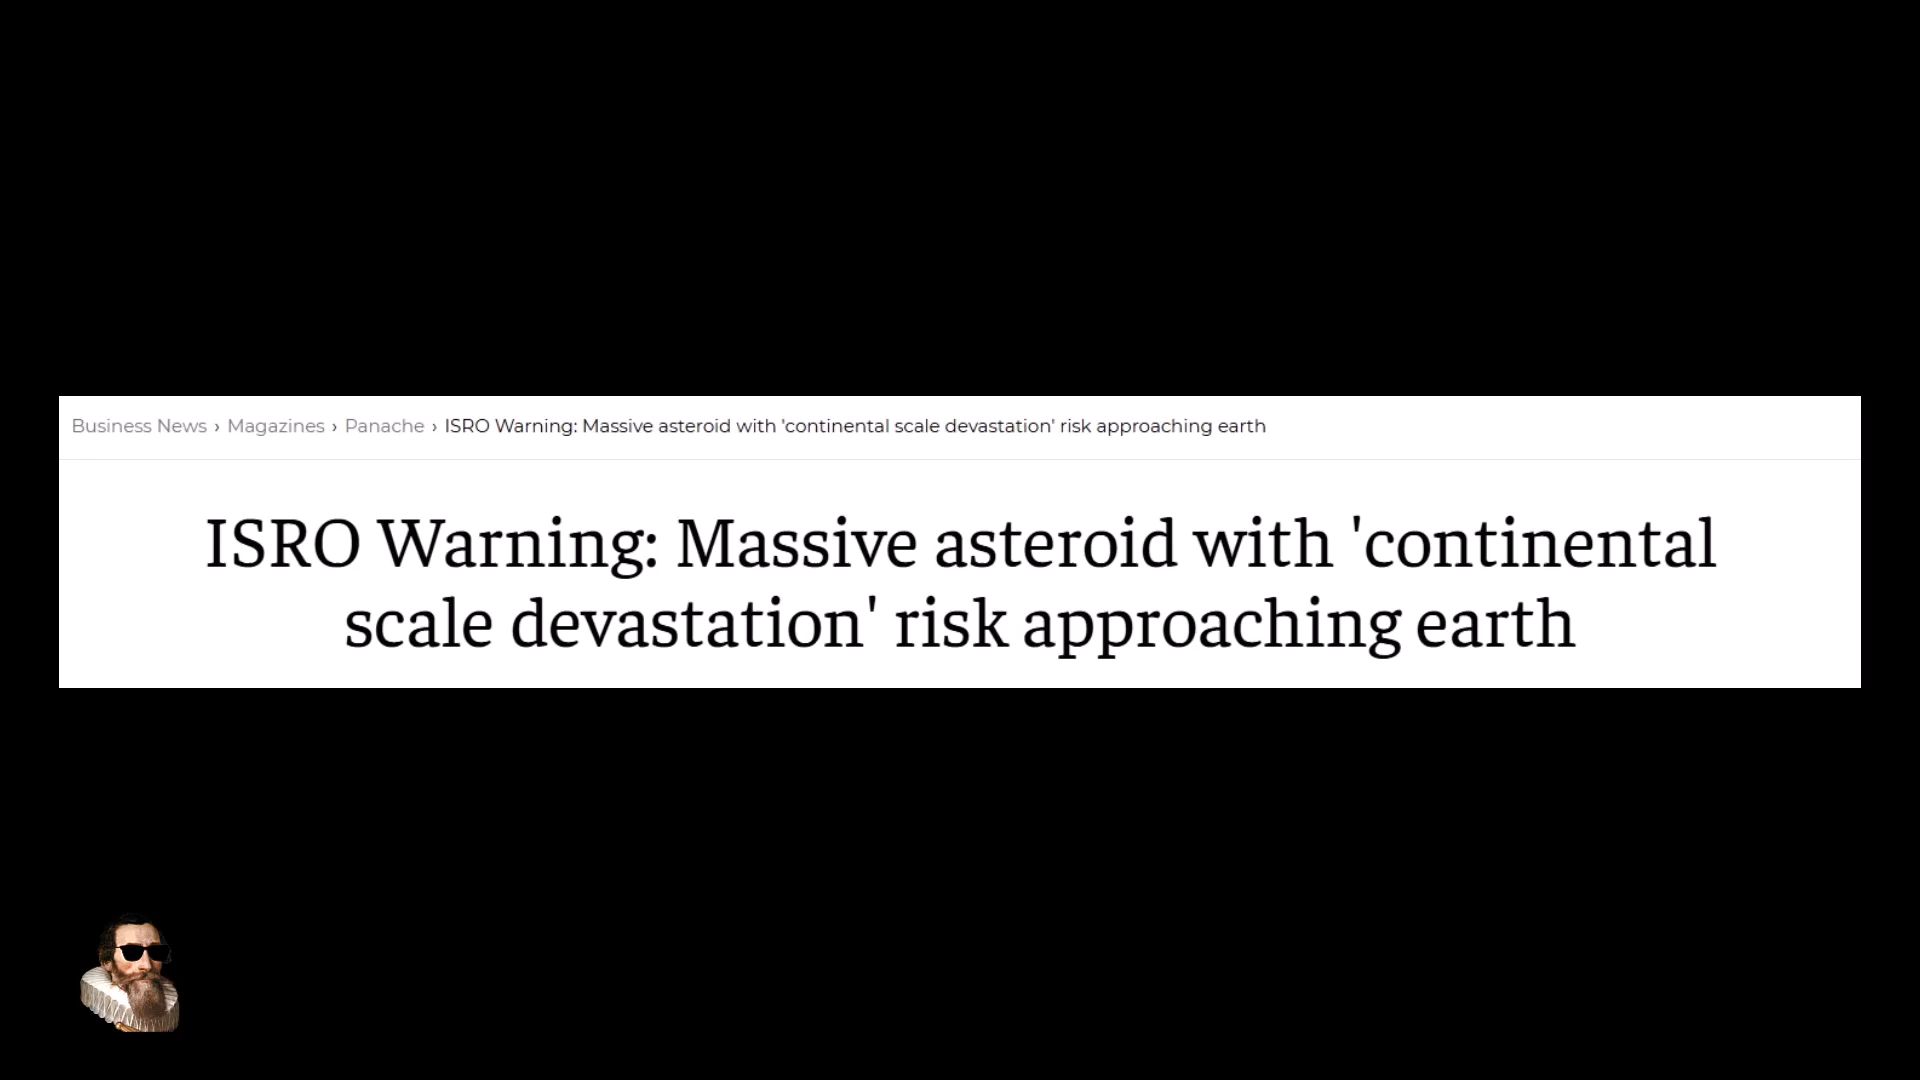 Business News › Magazines › Panache › ISRO Warning: Massive asteroid with 'continental scale devastation' risk approaching earth
ISRO Warning: Massive asteroid with 'continental
scale devastation' risk approaching earth